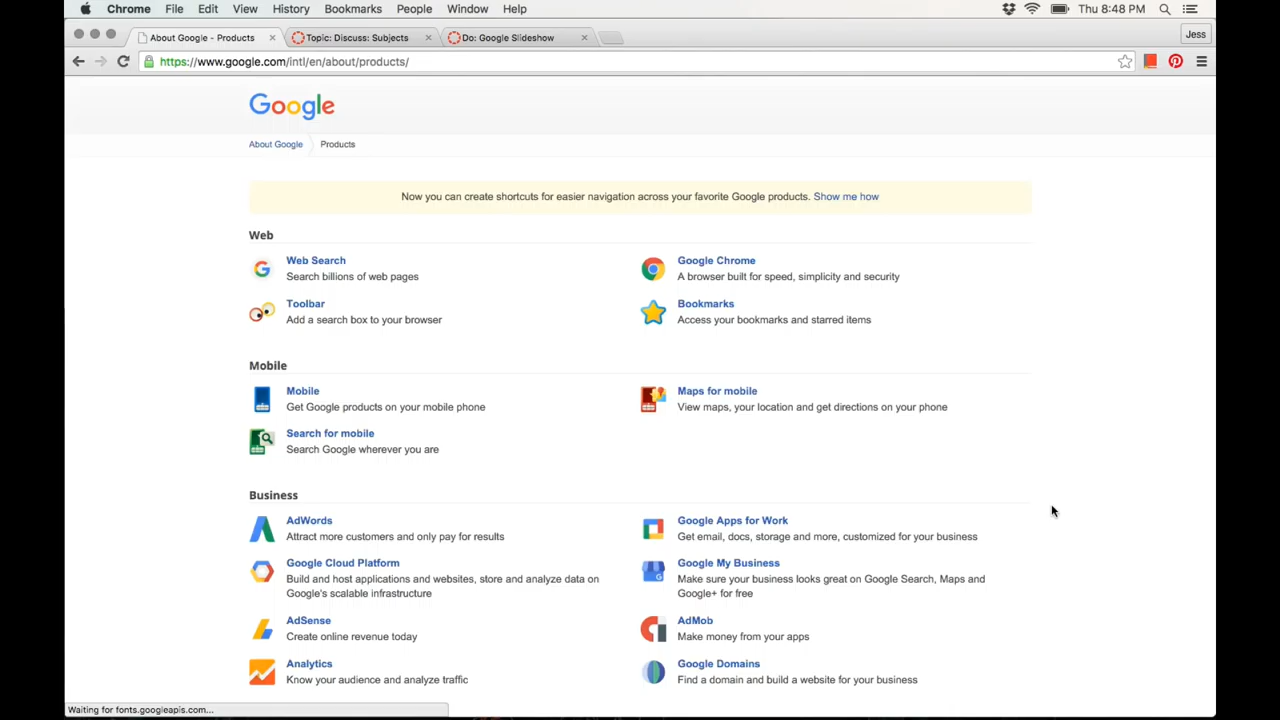 Chrome File Edit View History Bookmarks People Window Help Thu 8:48 PM
About Google - Products Topic: Discuss: Subjects Do: Google Slideshow Jess
https://www.google.com/intl/en/about/products/
Google
About Google Products
Now you can create shortcuts for easier navigation across your favorite Google products. Show me how
Web
Web Search
Search billions of web pages
Google Chrome
A browser built for speed, simplicity and security
Toolbar
Add a search box to your browser
Bookmarks
Access your bookmarks and starred items
Mobile
Mobile
Get Google products on your mobile phone
Maps for mobile
View maps, your location and get directions on your phone
Search for mobile
Search Google wherever you are
Business
AdWords
Attract more customers and only pay for results
Google Apps for Work
Get email, docs, storage and more, customized for your business
Google Cloud Platform
Build and host applications and websites, store and analyze data on
Google's scalable infrastructure
Google My Business
Make sure your business looks great on Google Search, Maps and
Google+ for free
AdSense
Create online revenue today
AdMob
Make money from your apps
Analytics
Know your audience and analyze traffic
Google Domains
Find a domain and build a website for your business
Waiting for fonts.googleapis.com...